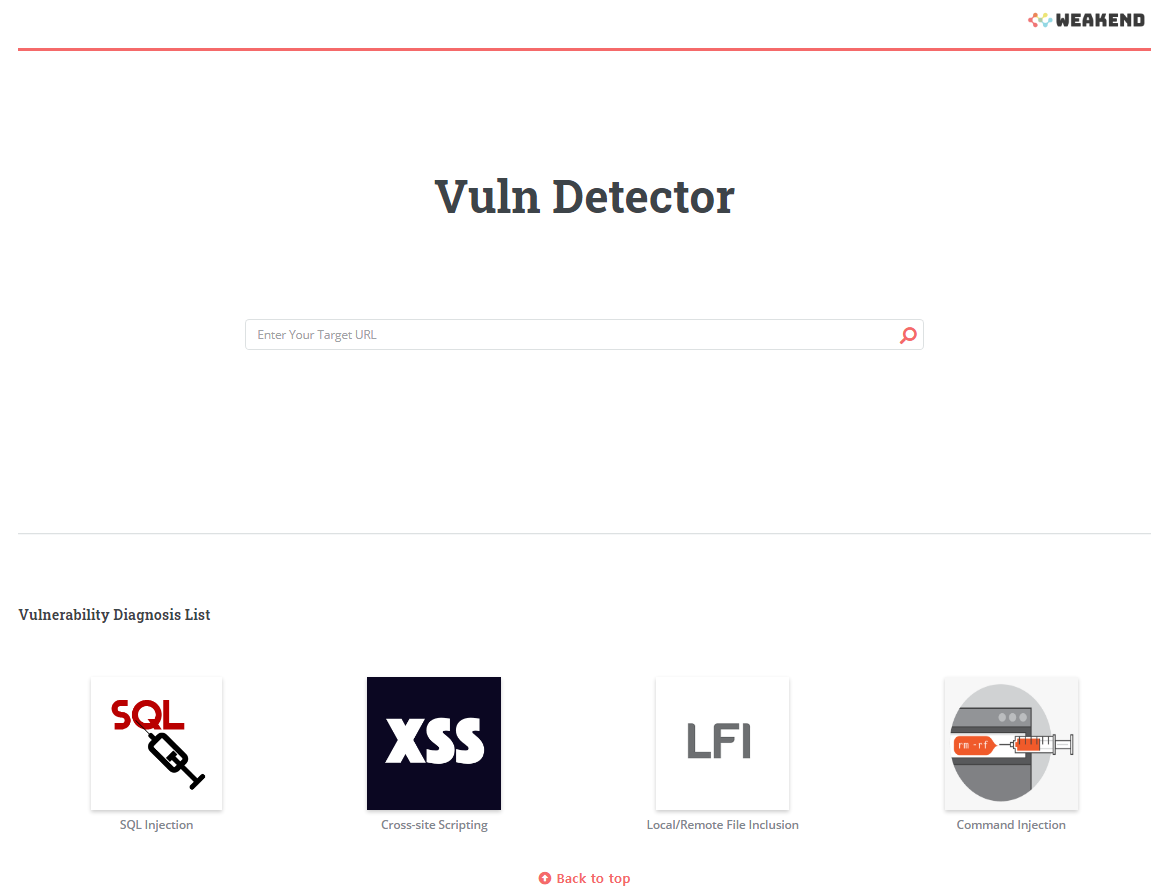 WEAKEND
Vuln Detector
Enter Your Target URL
Vulnerability Diagnosis List
SQL
XSS
LFI
rm -rf
SQL Injection
Cross-site Scripting
Local/Remote File Inclusion
Command Injection
Back to top